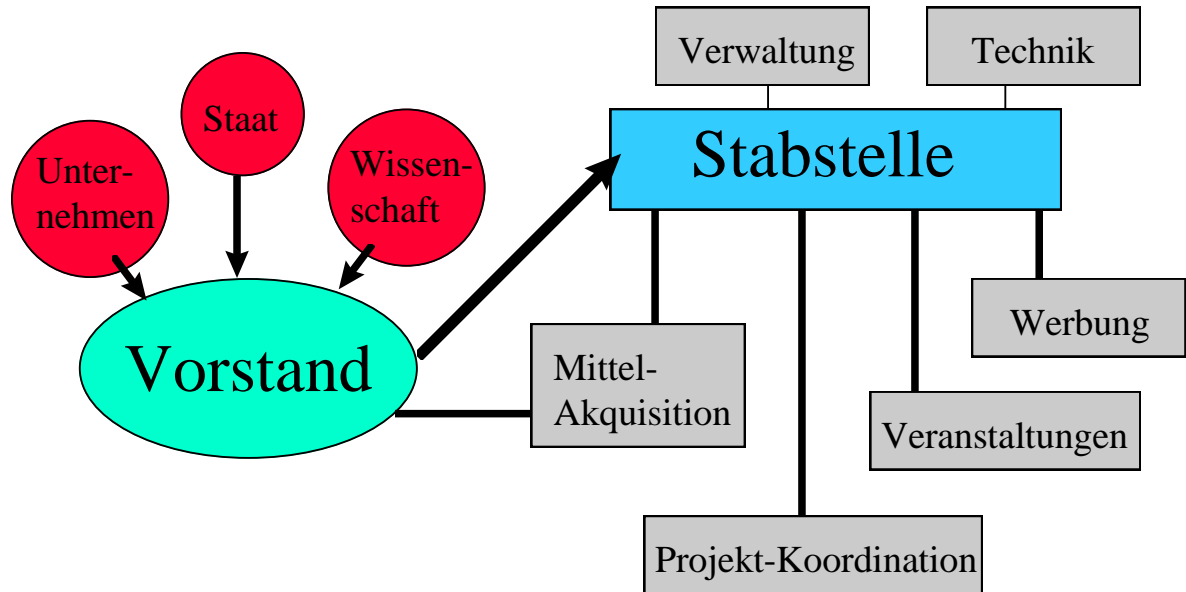 Verwaltung
Technik
Staat
Stabstelle
Unter-
nehmen
Wissen-
schaft
Werbung
Vorstand
Mittel-
Akquisition
Veranstaltungen
Projekt-Koordination